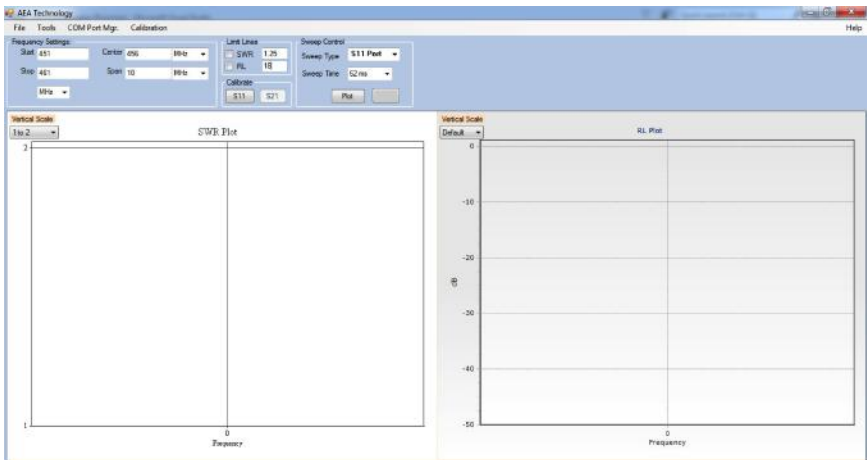 AEA Technology
File Tools COM Port Mgr. Calibration Help
Frequency Settings
Start 451 Center 456 MHz
Stop 461 Span 10 MHz
MHz
Limit Lines
SWR 1.25
RL 18
Calibrate
S11 S21
Sweep Control
Sweep Type S11 Port
Sweep Time 62 ms
Plot
Vertical Scale
1 to 2
SWR Plot
2
1
0
Frequency
Vertical Scale
Default
RL Plot
0
-10
-20
-30
-40
-50
dB
0
Frequency